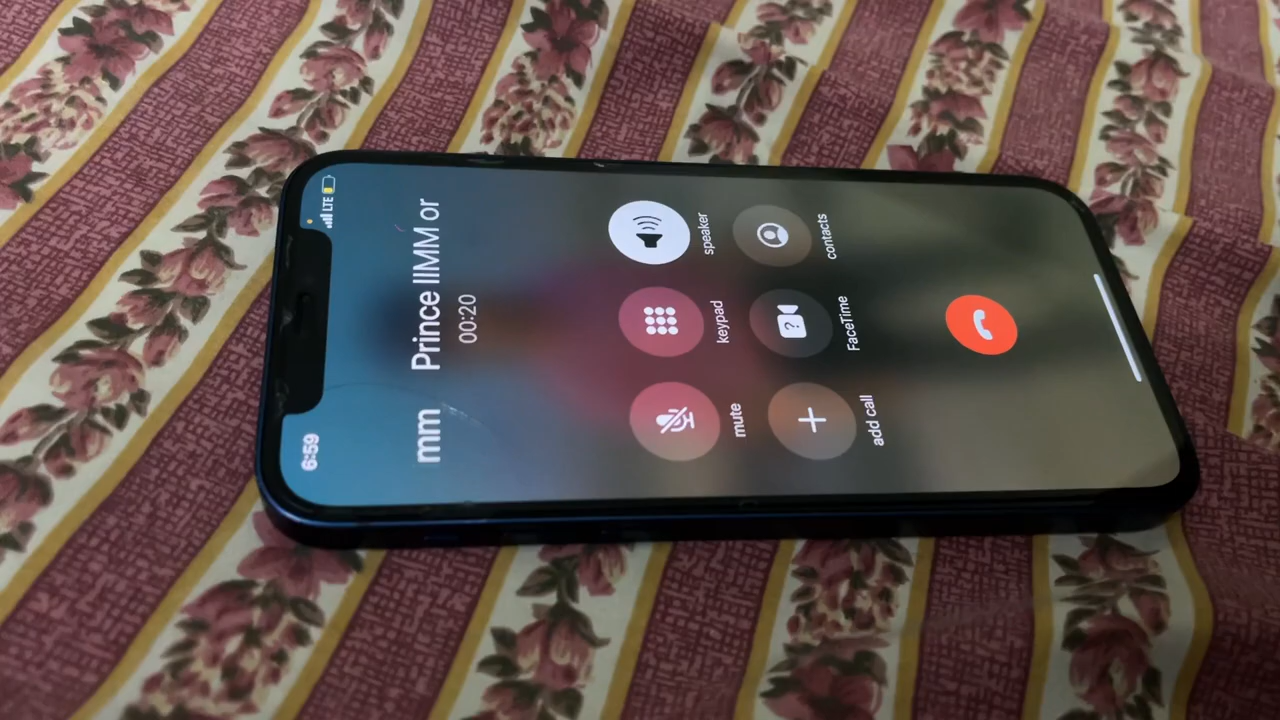 6:59
LTE
mm Prince IIMM or
00:20
mute
keypad
speaker
add call
FaceTime
?
contacts